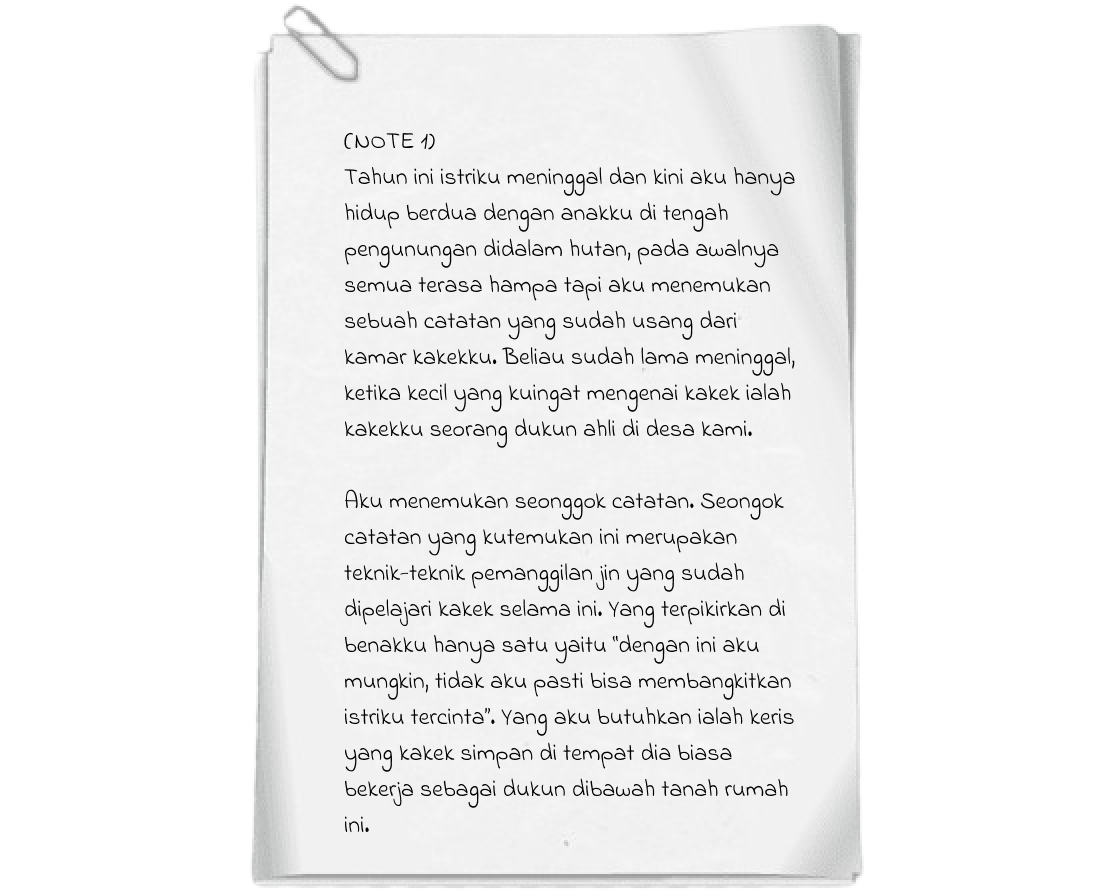 (NOTE 1)
Tahun ini istriku meninggal dan kini aku hanya
hidup berdua dengan anakku di tengah
pengunungan didalam hutan, pada awalnya
semua terasa hampa tapi aku menemukan
sebuah catatan yang sudah usang dari
kamar kakekku. Beliau sudah lama meninggal,
ketika kecil yang kuingat mengenai kakek ialah
kakekku seorang dukun ahli di desa kami.
Aku menemukan seonggok catatan. Seongok
catatan yang kutemukan ini merupakan
teknik-teknik pemanggilan jin yang sudah
dipelajari kakek selama ini. Yang terpikirkan di
benakku hanya satu yaitu "dengan ini aku
mungkin, tidak aku pasti bisa membangkitkan
istriku tercinta". Yang aku butuhkan ialah keris
yang kakek simpan di tempat dia biasa
bekerja sebagai dukun dibawah tanah rumah
ini.